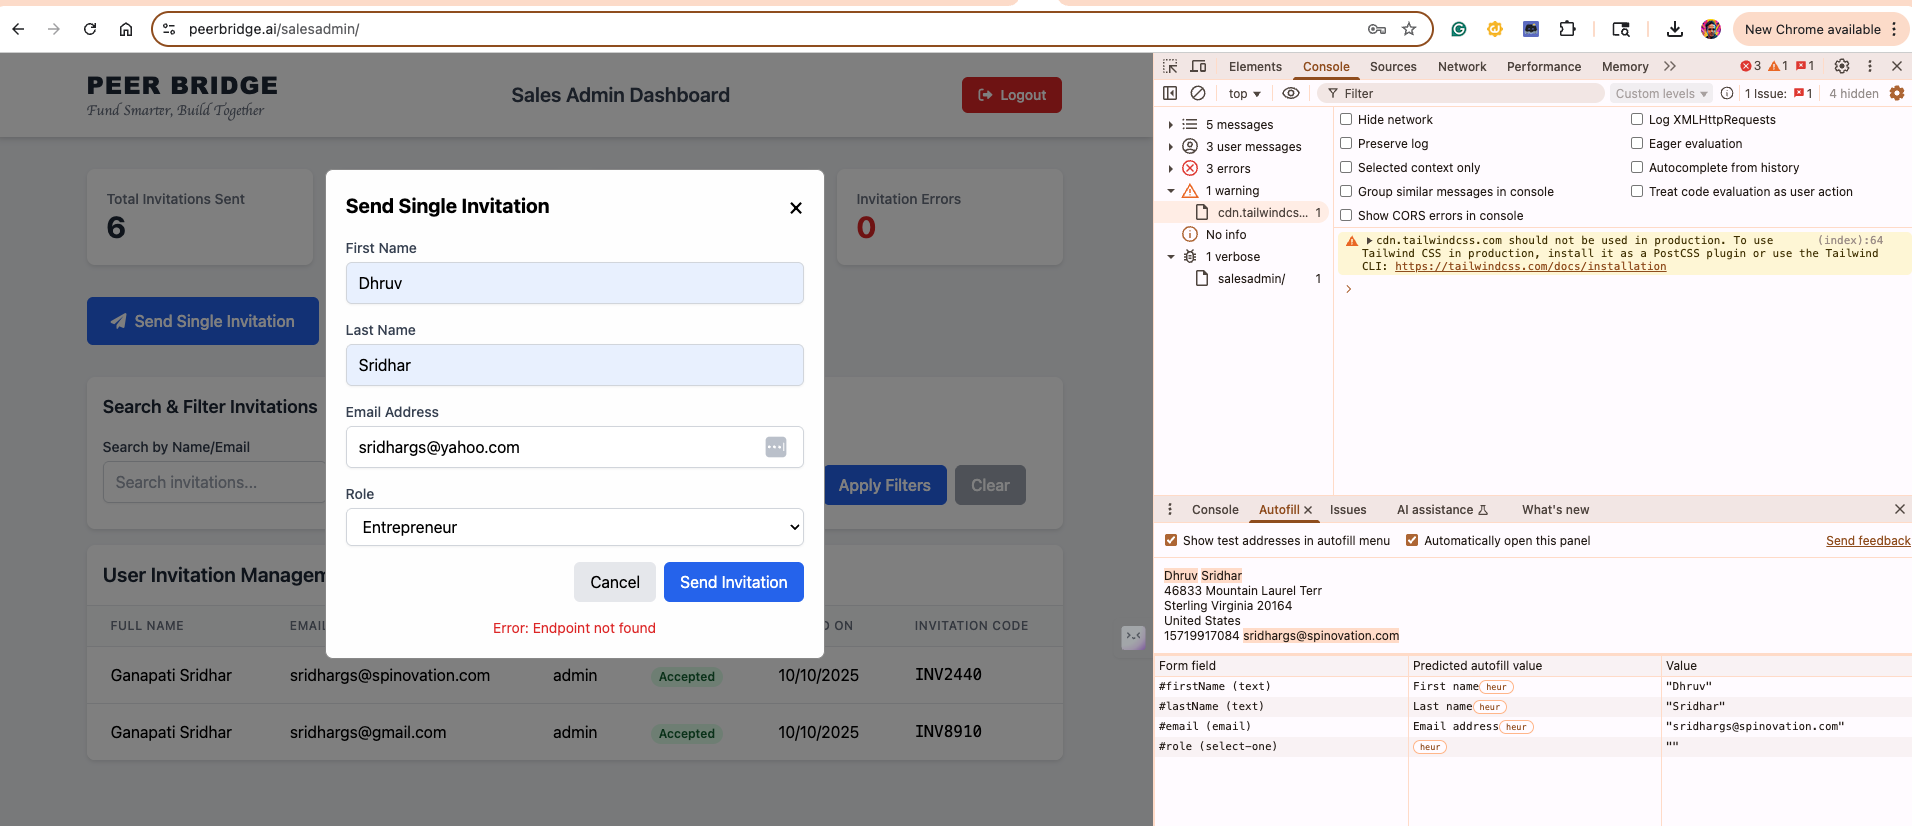 peerbridge.ai/salesadmin/
New Chrome available
PEER BRIDGE
Fund Smarter, Build Together
Sales Admin Dashboard
Logout
Total Invitations Sent
6
Invitation Errors
0
Send Single Invitation
Search & Filter Invitations
Search by Name/Email
Search invitations...
Apply Filters
Clear
User Invitation Managem
FULL NAME EMAIL D ON INVITATION CODE
Ganapati Sridhar sridhargs@spinovation.com admin Accepted 10/10/2025 INV2440
Ganapati Sridhar sridhargs@gmail.com admin Accepted 10/10/2025 INV8910
Send Single Invitation
First Name
Dhruv
Last Name
Sridhar
Email Address
sridhargs@yahoo.com
Role
Entrepreneur
Cancel Send Invitation
Error: Endpoint not found
Elements Console Sources Network Performance Memory 3 1 1
top Filter Custom levels 1 Issue: 1 4 hidden
5 messages
3 user messages
3 errors
1 warning
cdn.tailwindcs... 1
No info
1 verbose
salesadmin/ 1
Hide network Log XMLHttpRequests
Preserve log Eager evaluation
Selected context only Autocomplete from history
Group similar messages in console Treat code evaluation as user action
Show CORS errors in console
cdn.tailwindcss.com should not be used in production. To use (index):64
Tailwind CSS in production, install it as a PostCSS plugin or use the Tailwind
CLI: https://tailwindcss.com/docs/installation
Console Autofill Issues AI assistance What's new
Show test addresses in autofill menu Automatically open this panel Send feedback
Dhruv Sridhar
46833 Mountain Laurel Terr
Sterling Virginia 20164
United States
15719917084 sridhargs@spinovation.com
Form field Predicted autofill value Value
#firstName (text) First name heur "Dhruv"
#lastName (text) Last name heur "Sridhar"
#email (email) Email address heur "sridhargs@spinovation.com"
#role (select-one) heur ""